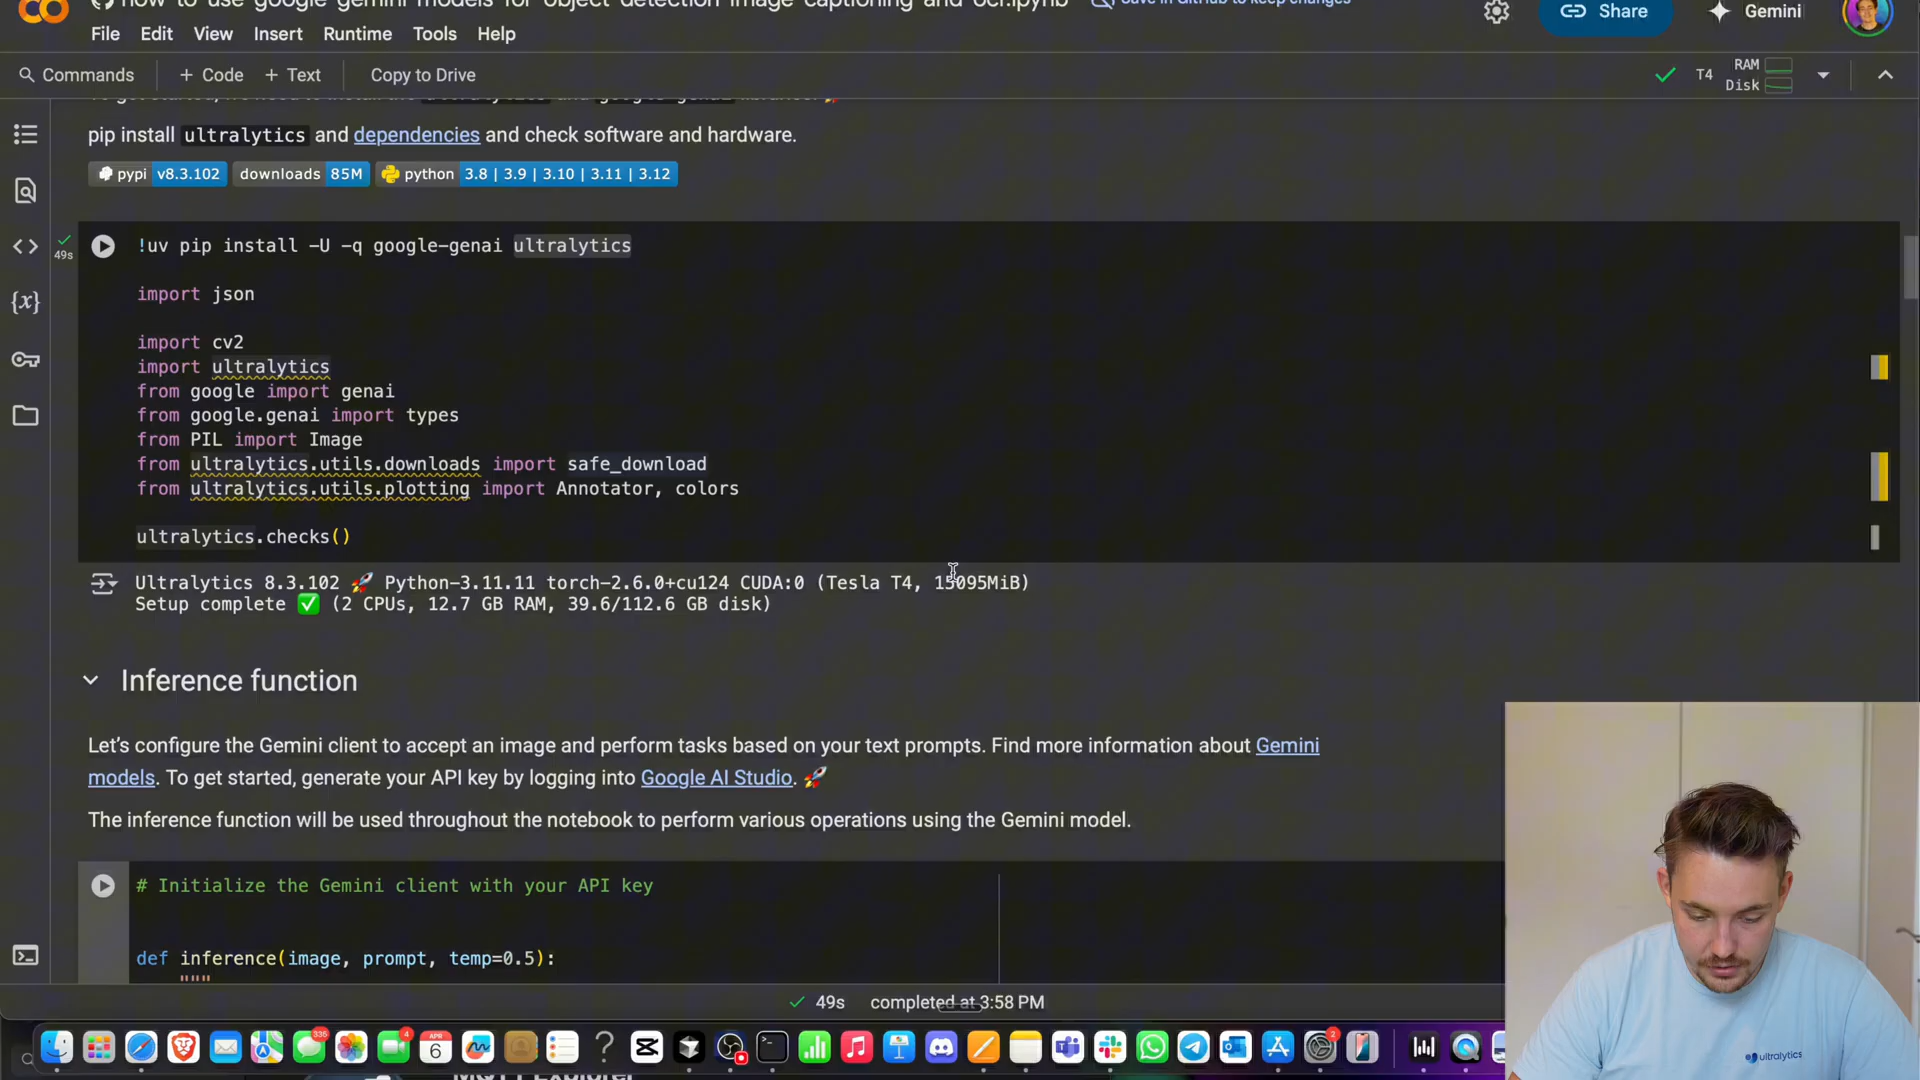 how to use google gemini models for object detection image captioning and ocr.ipynb
Save in GitHub to keep changes
Share
Gemini
File Edit View Insert Runtime Tools Help
Commands
+ Code + Text
Copy to Drive
T4
RAM
Disk
pip install ultralytics and dependencies and check software and hardware.
pypi v8.3.102 downloads 85M python 3.8 | 3.9 | 3.10 | 3.11 | 3.12
49s
!uv pip install -U -q google-genai ultralytics
import json
import cv2
import ultralytics
from google import genai
from google.genai import types
from PIL import Image
from ultralytics.utils.downloads import safe_download
from ultralytics.utils.plotting import Annotator, colors
ultralytics.checks()
Ultralytics 8.3.102 🚀 Python-3.11.11 torch-2.6.0+cu124 CUDA:0 (Tesla T4, 15095MiB)
Setup complete ✅ (2 CPUs, 12.7 GB RAM, 39.6/112.6 GB disk)
Inference function
Let's configure the Gemini client to accept an image and perform tasks based on your text prompts. Find more information about Gemini
models. To get started, generate your API key by logging into Google AI Studio. 🚀
The inference function will be used throughout the notebook to perform various operations using the Gemini model.
# Initialize the Gemini client with your API key
def inference(image, prompt, temp=0.5):
"""
49s completed at 3:58 PM
335
4
APR
6
2
ultralytics
MQTT Explorer